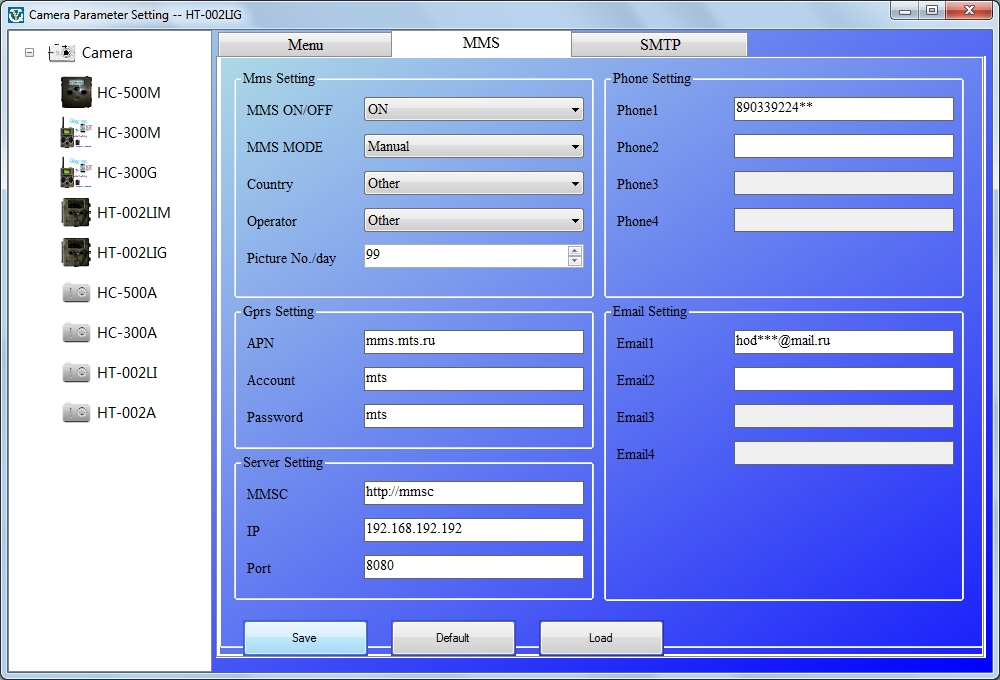 Camera Parameter Setting -- HT-002LIG
Camera
HC-500M
HC-300M
HC-300G
HT-002LIM
HT-002LIG
HC-500A
HC-300A
HT-002LI
HT-002A
Menu MMS SMTP
Mms Setting
MMS ON/OFF ON
MMS MODE Manual
Country Other
Operator Other
Picture No./day 99
Gprs Setting
APN mms.mts.ru
Account mts
Password mts
Server Setting
MMSC http://mmsc
IP 192.168.192.192
Port 8080
Phone Setting
Phone1 890339224**
Phone2
Phone3
Phone4
Email Setting
Email1 hod***@mail.ru
Email2
Email3
Email4
Save Default Load